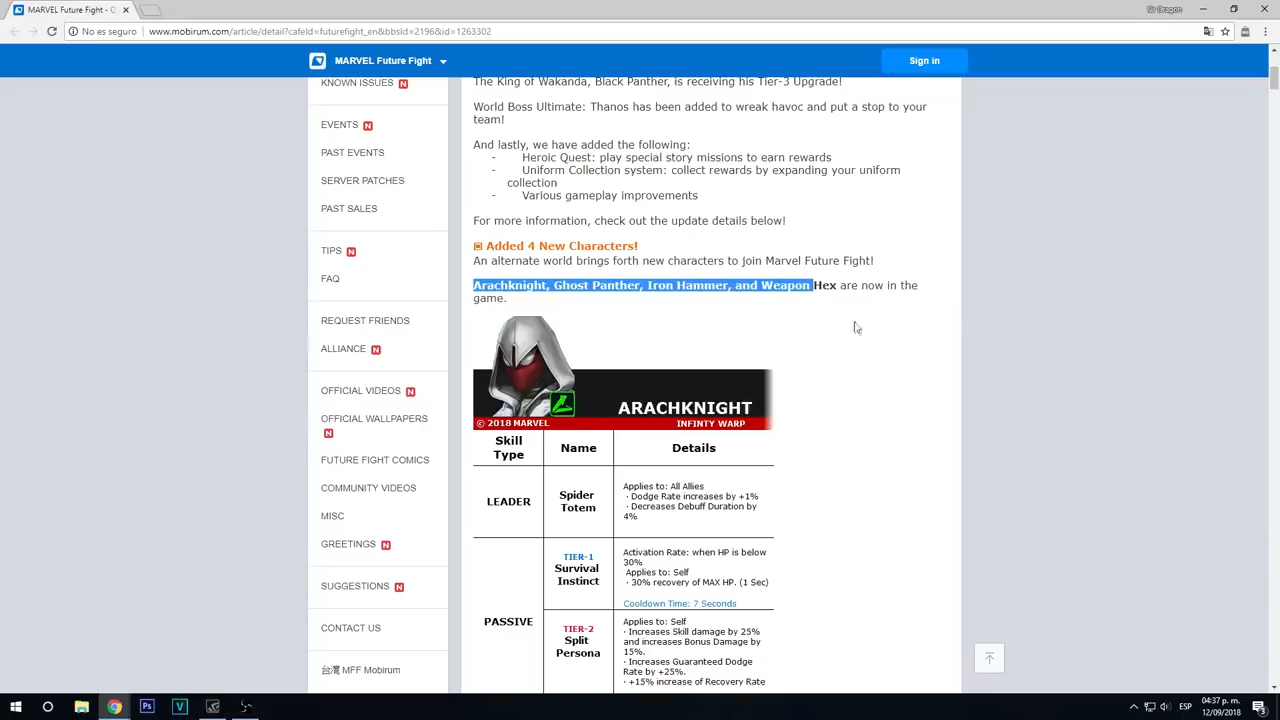 MARVEL Future Fight - O
Sir Dragon
No es seguro
www.mobirum.com/article/detail?cafeId=futurefight_en&bbsId=2196&id=1263302
MARVEL Future Fight
Sign in
KNOWN ISSUES N
EVENTS N
PAST EVENTS
SERVER PATCHES
PAST SALES
TIPS N
FAQ
REQUEST FRIENDS
ALLIANCE N
OFFICIAL VIDEOS N
OFFICIAL WALLPAPERS
N
FUTURE FIGHT COMICS
COMMUNITY VIDEOS
MISC
GREETINGS N
SUGGESTIONS N
CONTACT US
台灣 MFF Mobirum
The King of Wakanda, Black Panther, is receiving his Tier-3 Upgrade!
World Boss Ultimate: Thanos has been added to wreak havoc and put a stop to your
team!
And lastly, we have added the following:
- Heroic Quest: play special story missions to earn rewards
- Uniform Collection system: collect rewards by expanding your uniform
collection
- Various gameplay improvements
For more information, check out the update details below!
▣ Added 4 New Characters!
An alternate world brings forth new characters to join Marvel Future Fight!
Arachknight, Ghost Panther, Iron Hammer, and Weapon Hex are now in the
game.
ARACHKNIGHT
© 2018 MARVEL INFINTY WARP
Skill
Type
Name
Details
LEADER
Spider
Totem
Applies to: All Allies
· Dodge Rate increases by +1%
· Decreases Debuff Duration by
4%
PASSIVE
TIER-1
Survival
Instinct
Activation Rate: when HP is below
30%
Applies to: Self
· 30% recovery of MAX HP. (1 Sec)
Cooldown Time: 7 Seconds
TIER-2
Split
Persona
Applies to: Self
· Increases Skill damage by 25%
and increases Bonus Damage by
15%.
· Increases Guaranteed Dodge
Rate by +25%.
· +15% increase of Recovery Rate
ESP
04:37 p. m.
12/09/2018
3